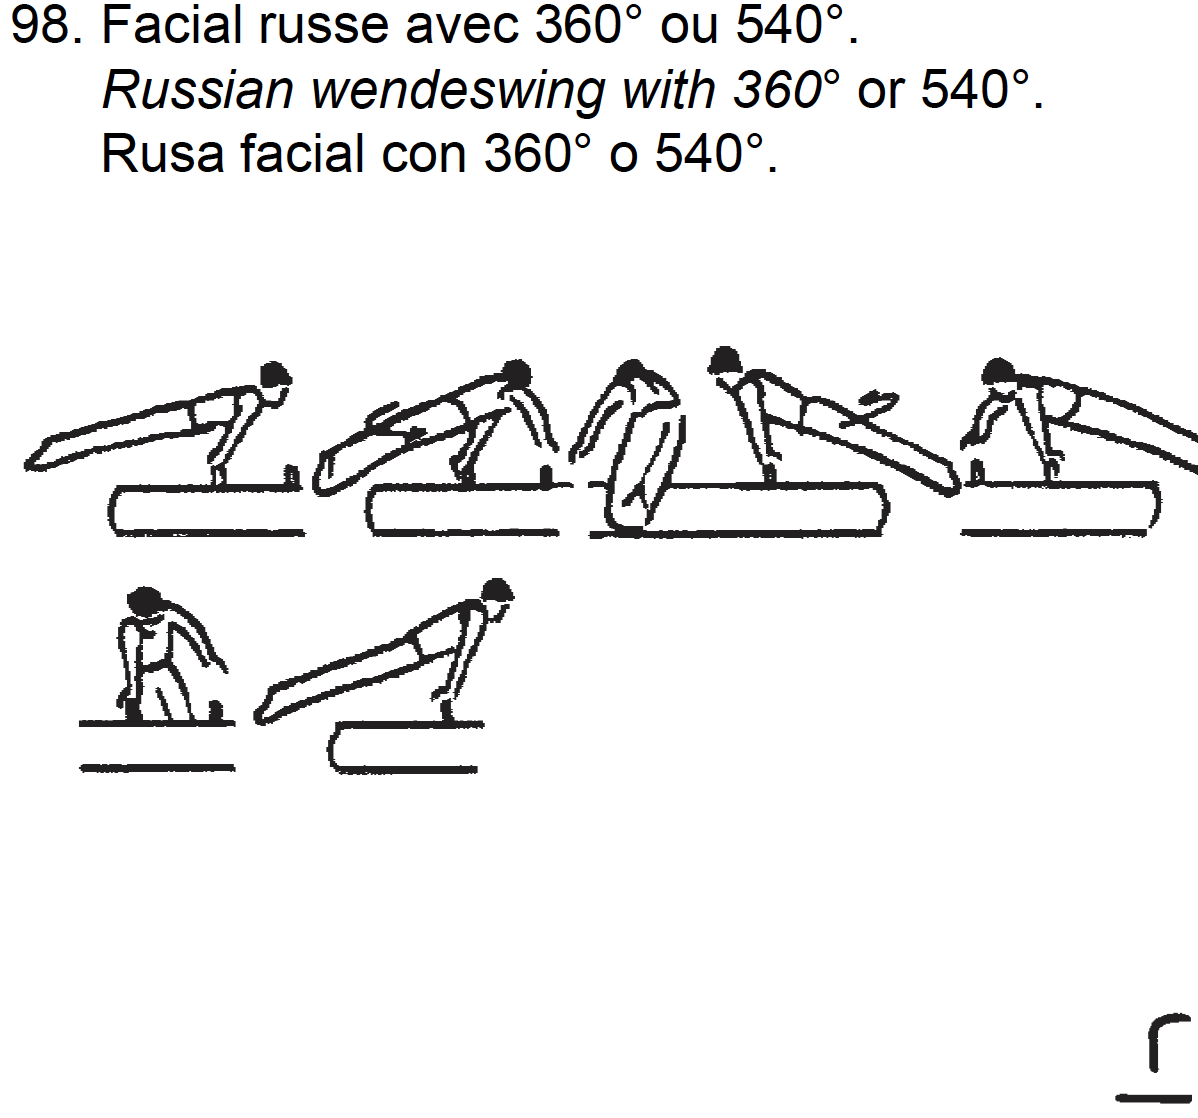 98. Facial russe avec 360° ou 540°.
Russian wendeswing with 360° or 540°.
Rusa facial con 360° o 540°.